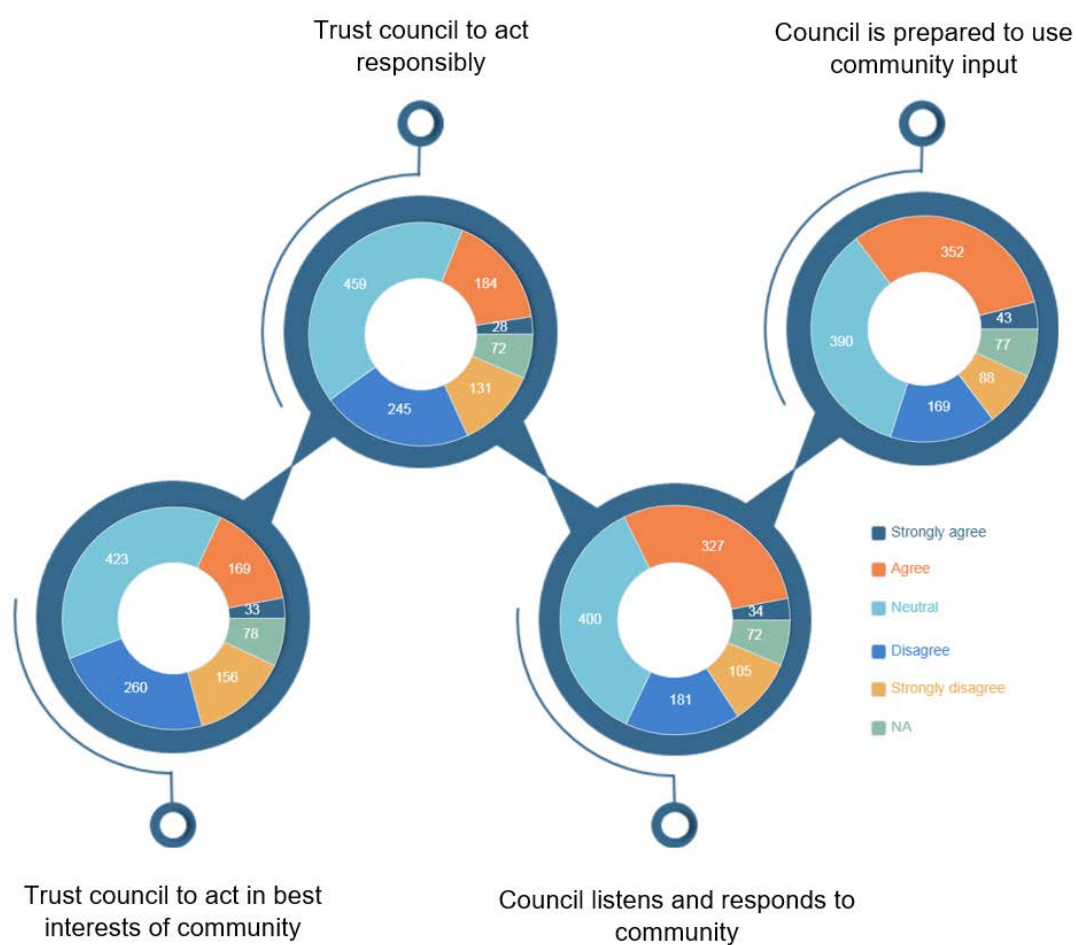 Trust council to act
responsibly
Council is prepared to use
community input
459
184
28
72
131
245
352
43
77
88
169
390
423
169
33
78
156
260
327
34
72
105
181
400
Strongly agree
Agree
Neutral
Disagree
Strongly disagree
NA
Trust council to act in best
interests of community
Council listens and responds to
community